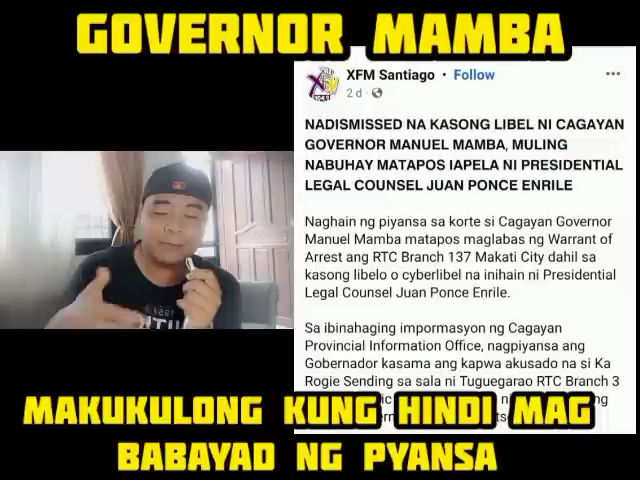 GOVERNOR MAMBA
XFM Santiago • Follow
2 d
NADISMISSED NA KASONG LIBEL NI CAGAYAN
GOVERNOR MANUEL MAMBA, MULING
NABUHAY MATAPOS IAPELA NI PRESIDENTIAL
LEGAL COUNSEL JUAN PONCE ENRILE
Naghain ng piyansa sa korte si Cagayan Governor
Manuel Mamba matapos maglabas ng Warrant of
Arrest ang RTC Branch 137 Makati City dahil sa
kasong libelo o cyberlibel na inihain ni Presidential
Legal Counsel Juan Ponce Enrile.
Sa ibinahaging impormasyon ng Cagayan
Provincial Information Office, nagpiyansa ang
Gobernador kasama ang kapwa akusado na si Ka
Rogie Sending sa sala ni Tuguegarao RTC Branch 3
MAKUKULONG KUNG HINDI MAG
BABAYAD NG PYANSA